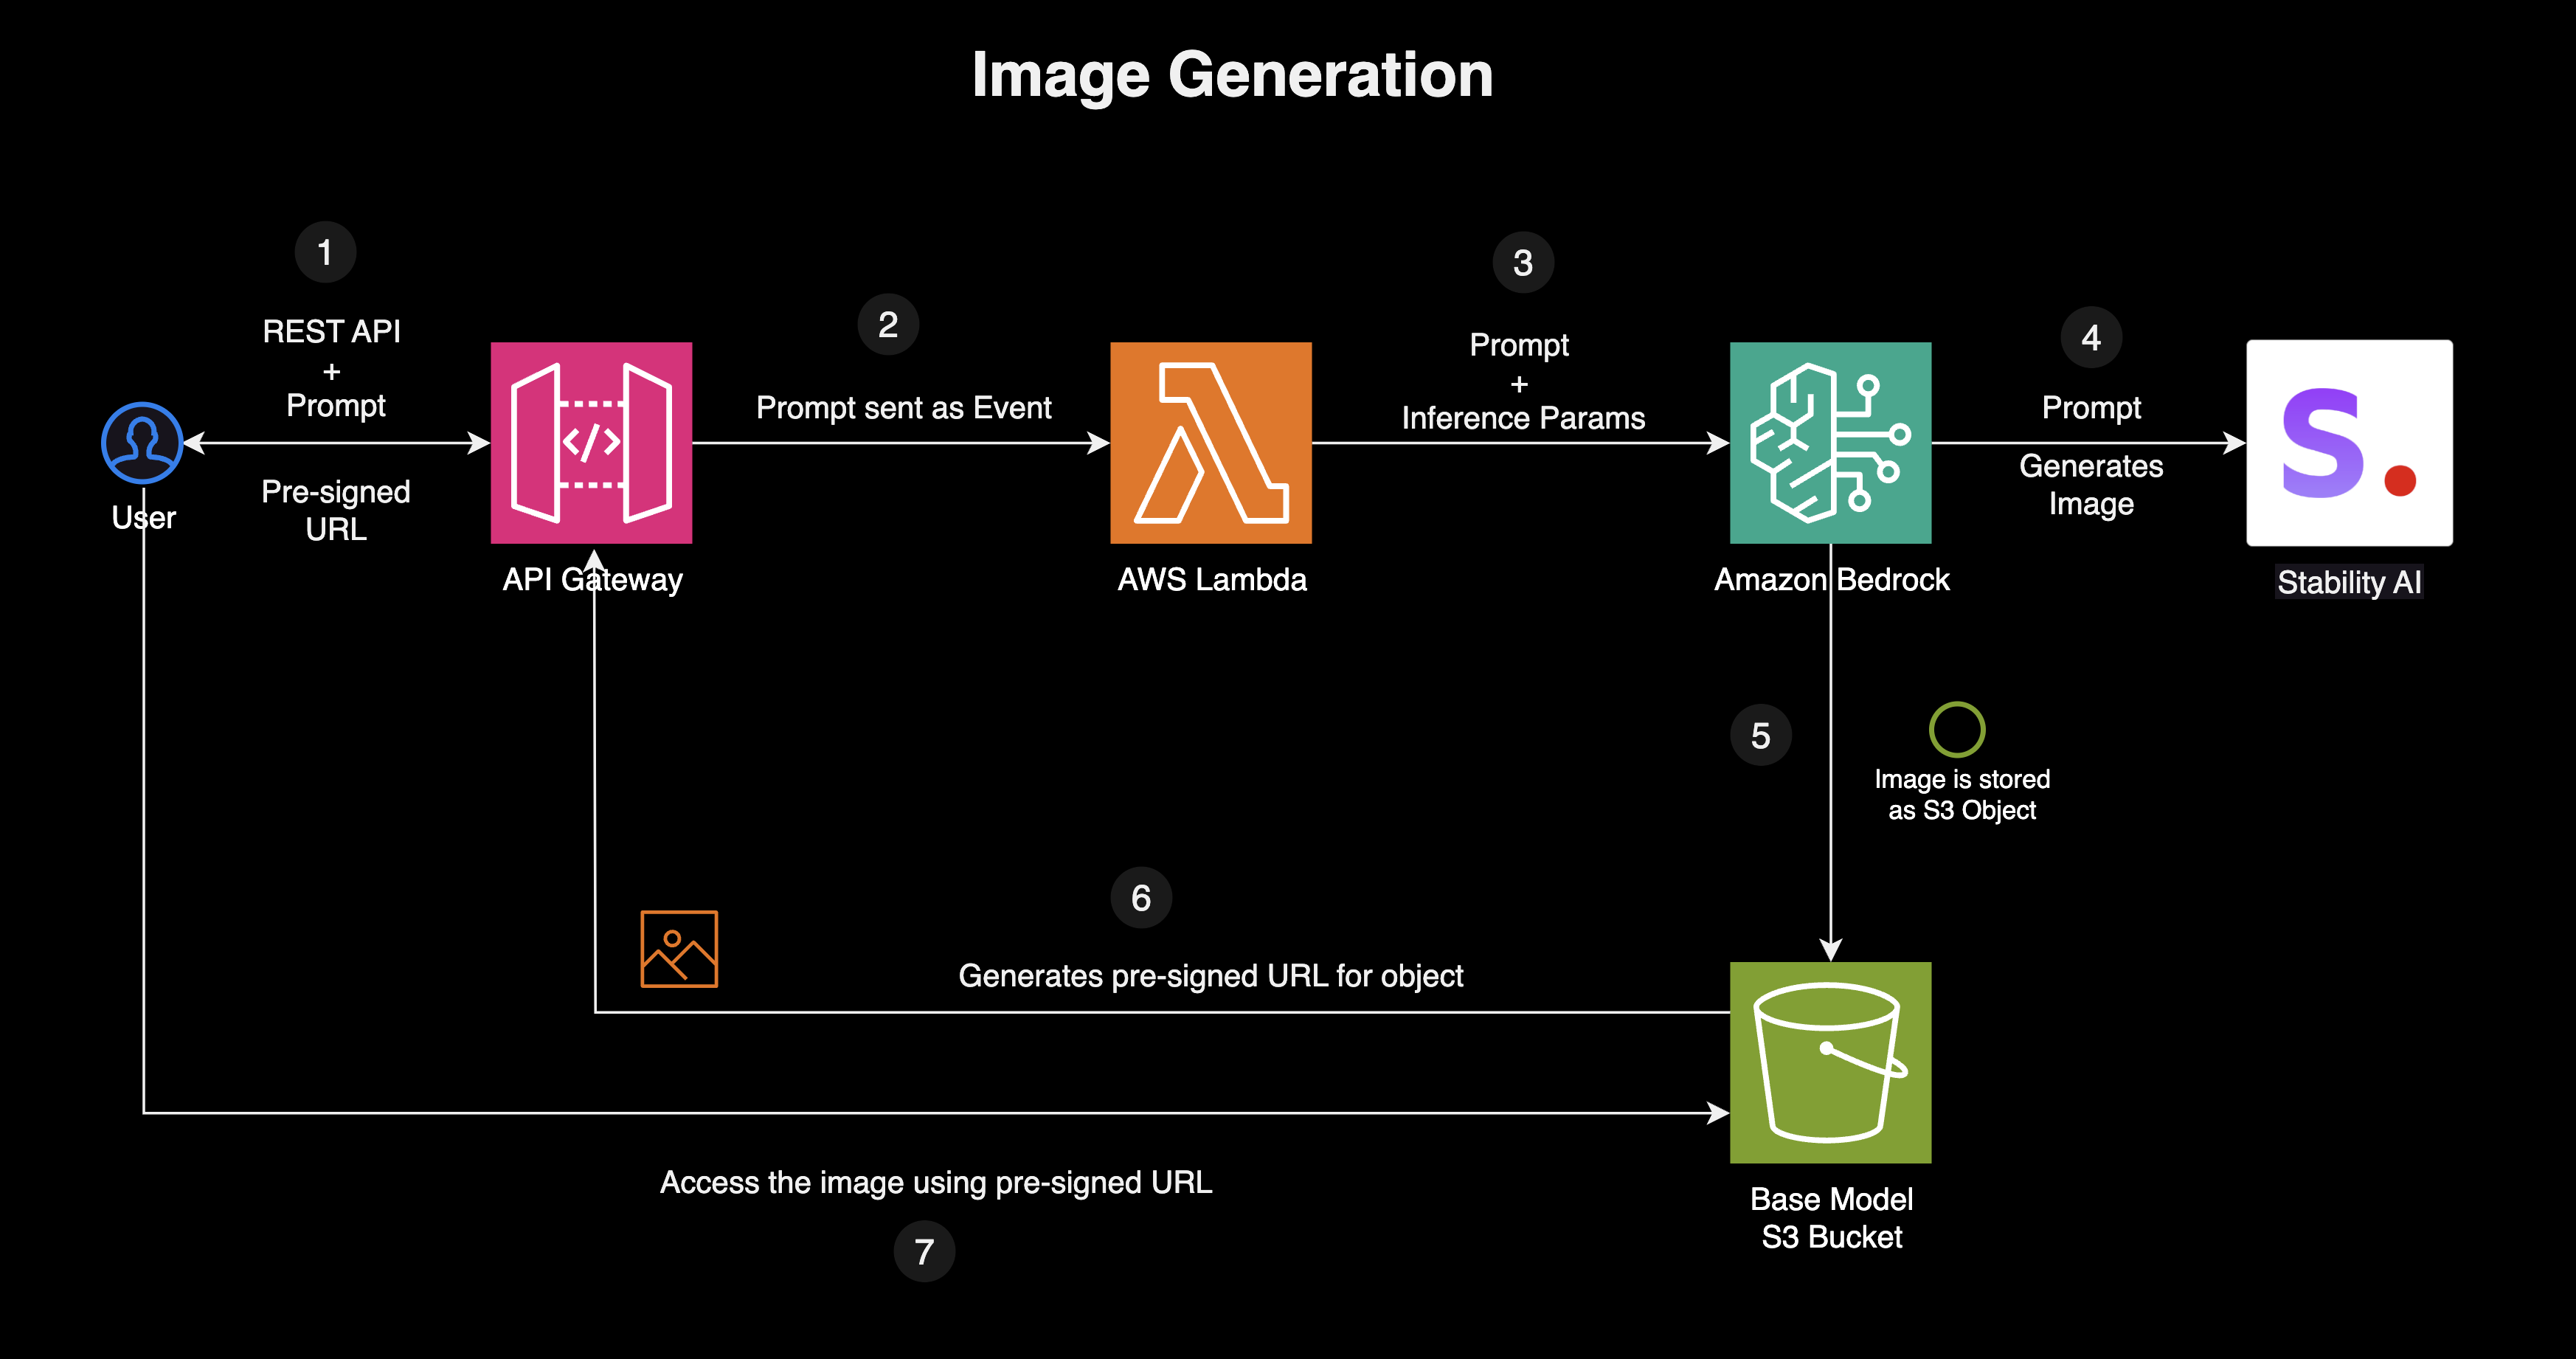 Image Generation
1
REST API
+
Prompt
Pre-signed
URL
User
API Gateway
2
Prompt sent as Event
AWS Lambda
3
Prompt
+
Inference Params
Amazon Bedrock
4
Prompt
Generates
Image
S.
Stability AI
5
Image is stored
as S3 Object
6
Generates pre-signed URL for object
Base Model
S3 Bucket
Access the image using pre-signed URL
7